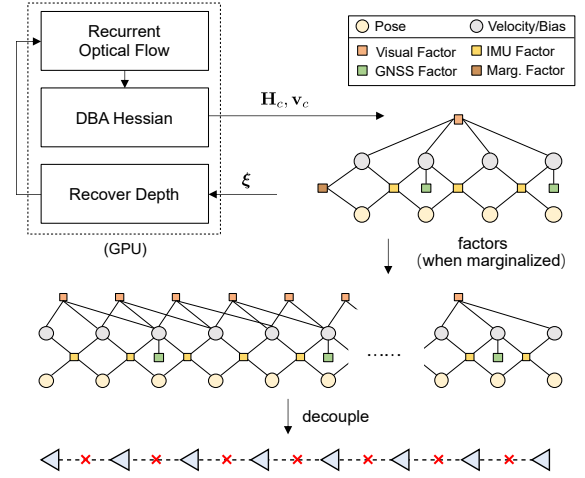 Recurrent
Optical Flow
DBA Hessian
Recover Depth
(GPU)
H_c, v_c
ξ
Pose
Velocity/Bias
Visual Factor
IMU Factor
GNSS Factor
Marg. Factor
factors
(when marginalized)
......
decouple